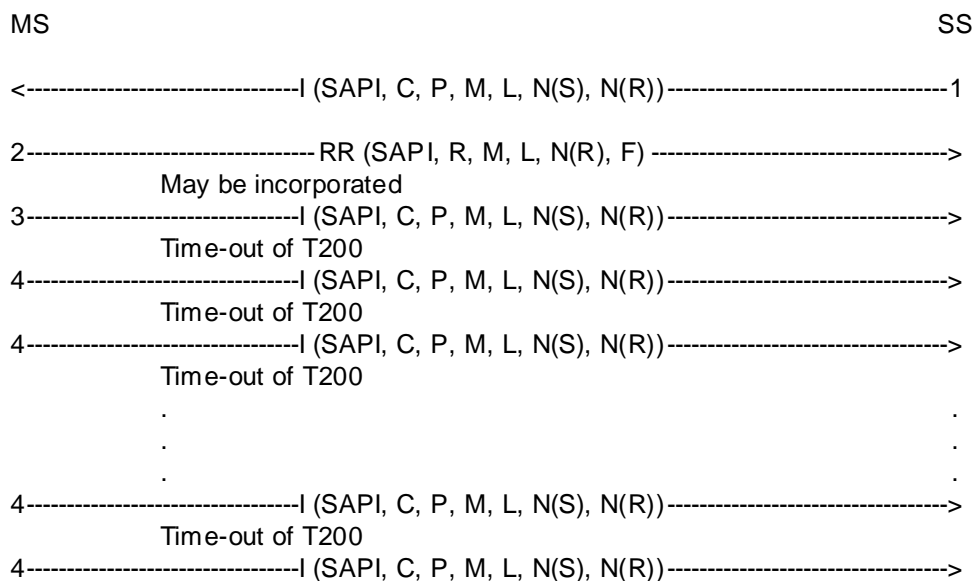 MS SS
<----------------------------------I (SAPI, C, P, M, L, N(S), N(R))-----------------------------------1
2------------------------------------RR (SAPI, R, M, L, N(R), F) ------------------------------------->
May be incorporated
3----------------------------------I (SAPI, C, P, M, L, N(S), N(R))----------------------------------->
Time-out of T200
4----------------------------------I (SAPI, C, P, M, L, N(S), N(R))----------------------------------->
Time-out of T200
4----------------------------------I (SAPI, C, P, M, L, N(S), N(R))----------------------------------->
Time-out of T200
. .
. .
. .
4----------------------------------I (SAPI, C, P, M, L, N(S), N(R))----------------------------------->
Time-out of T200
4----------------------------------I (SAPI, C, P, M, L, N(S), N(R))----------------------------------->